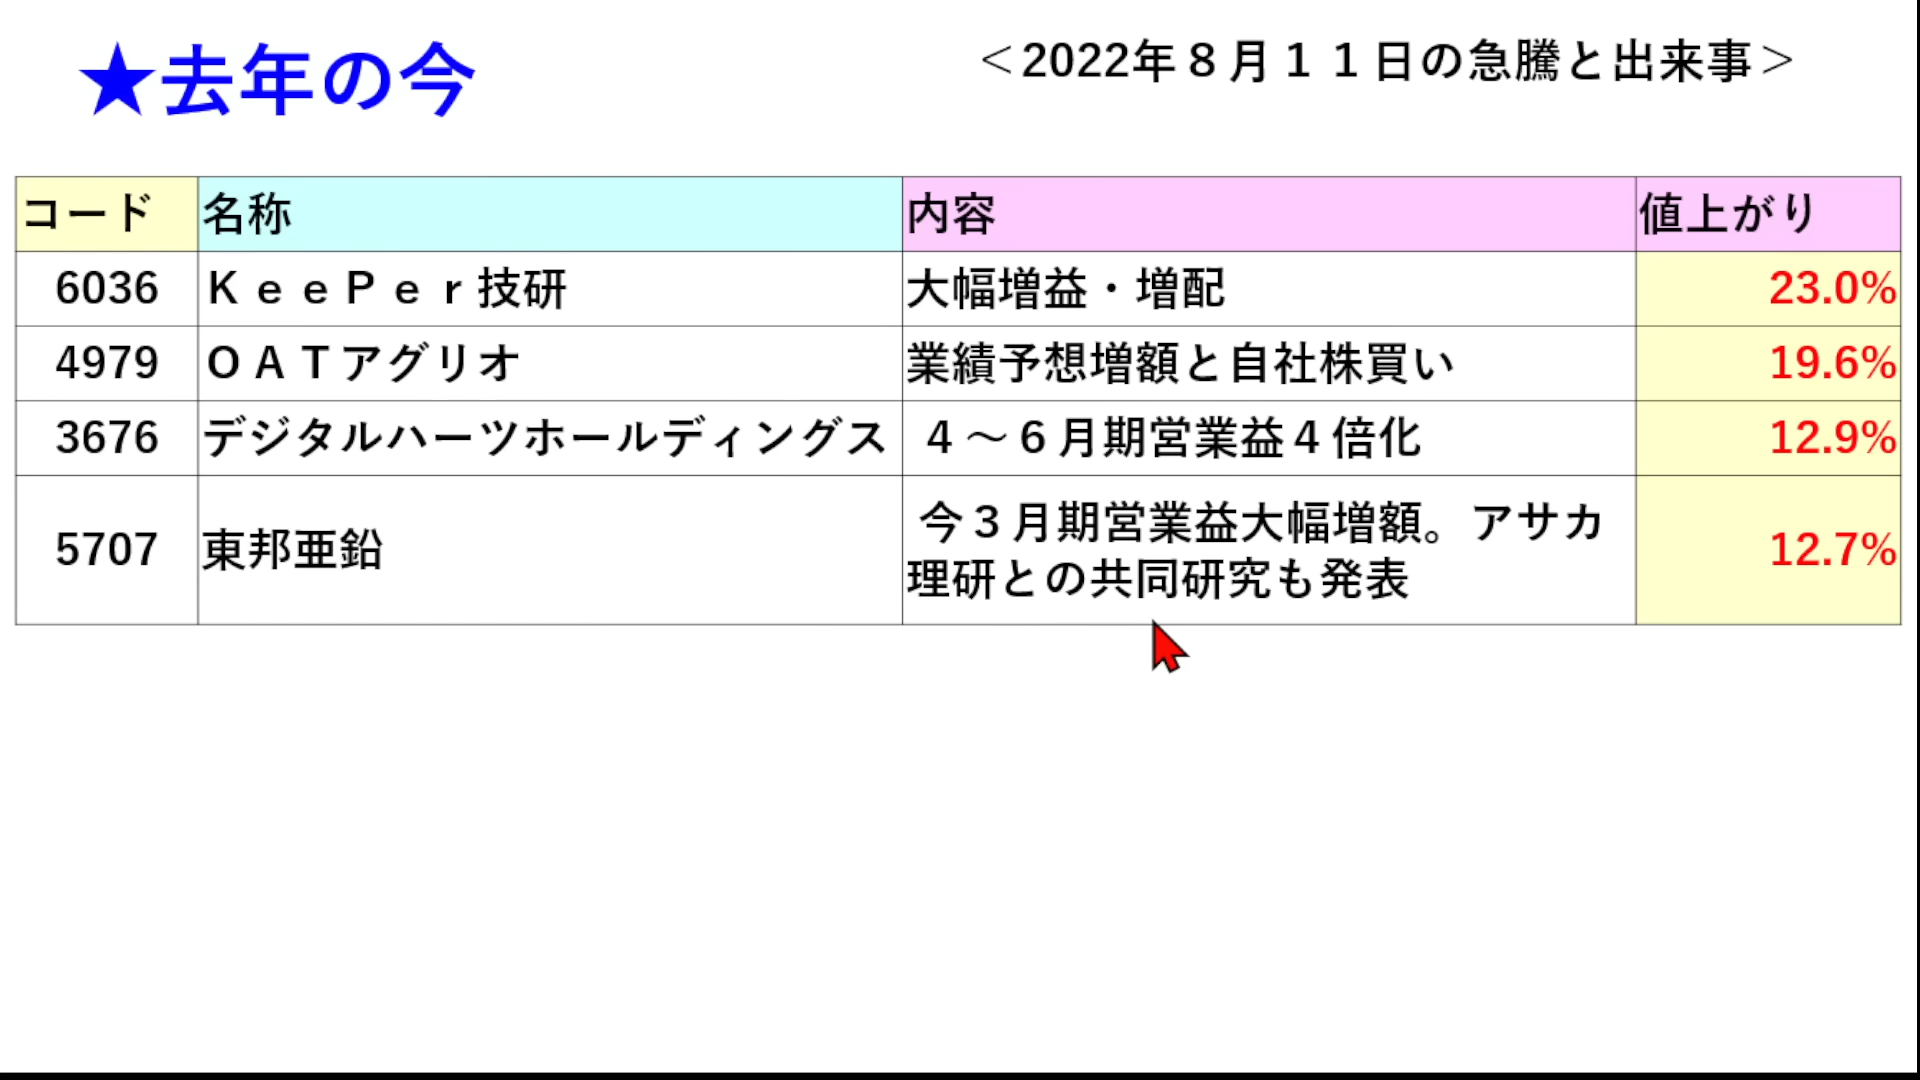 ★去年の今
＜2022年８月１１日の急騰と出来事＞
コード 名称 内容 値上がり
6036 ＫｅｅＰｅｒ技研 大幅増益・増配 23.0%
4979 ＯＡＴアグリオ 業績予想増額と自社株買い 19.6%
3676 デジタルハーツホールディングス ４～６月期営業益４倍化 12.9%
5707 東邦亜鉛 今３月期営業益大幅増額。アサカ
理研との共同研究も発表 12.7%